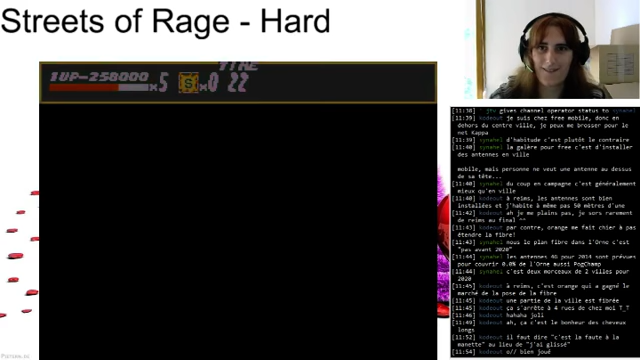 Streets of Rage - Hard
1UP-258000
TIME
×5 S ×0 22
[11:38] jtv gives channel operator status to
[11:39] kodeout je suis chez free mobile, donc en
dehors du centre ville, je peux me brosser pour le
net Kappa
[11:39] synahel d'habitude c'est plutôt le contraire
[11:40] synahel la galère pour free c'est d'installer
des antennes en ville
mobile, mais personne ne veut une antenne au dessus
de sa tête...
[11:40] synahel du coup en campagne c'est généralement
mieux qu'en ville
[11:40] kodeout à reims, les antennes sont bien
installées et j'habite à même pas 50 mètres d'une
[11:42] kodeout ah je me plains pas, je sors rarement
de reims au final ^^
[11:43] kodeout par contre, orange me fait chier à pas
étendre la fibre!
[11:43] synahel nous le plan fibre dans l'Orne c'est
"pas avant 2020"
[11:44] synahel les antennes 4G pour 2014 sont prévues
pour couvrir 0.0% de l'Orne aussi PogChamp
[11:44] synahel c'est deux morceaux de 2 villes pour
2020
[11:45] kodeout à reims, c'est orange qui a gagné le
marché de la pose de la fibre
[11:45] kodeout une partie de la ville est fibrée
[11:45] kodeout ça s'arrête à 4 rues de chez moi T_T
[11:46] kodeout hahaha joli
[11:49] kodeout ah, ça c'est le bonheur des cheveux
longs
[11:52] kodeout il faut dire "c'est la faute à la
manette" au lieu de "j'ai glissé"
[11:54] kodeout o// bien joué